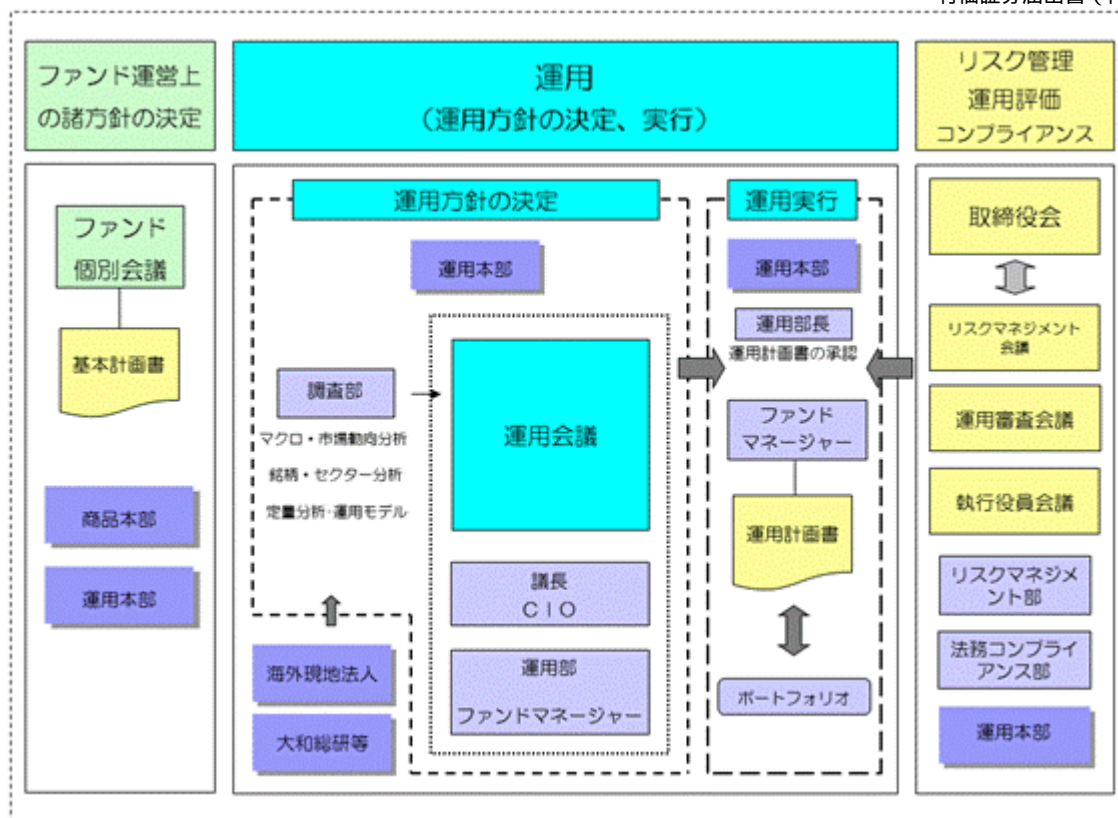 ファンド運営上
の諸方針の決定
運用
(運用方針の決定、実行)
リスク管理
運用評価
コンプライアンス
ファンド
個別会議
基本計画書
商品本部
運用本部
運用方針の決定
運用本部
調査部
マクロ・市場動向分析
銘柄・セクター分析
定量分析・運用モデル
運用会議
議長
CIO
運用部
ファンドマネージャー
海外現地法人
大和総研等
運用実行
運用本部
運用部長
運用計画書の承認
ファンド
マネージャー
運用計画書
ポートフォリオ
取締役会
リスクマネジメント
会議
運用審査会議
執行役員会議
リスクマネジメ
ント部
法務コンプライ
アンス部
運用本部